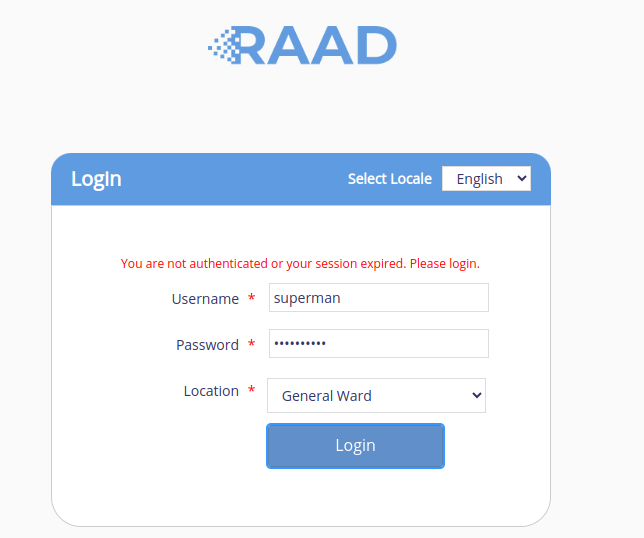 RAAD
Login
Select Locale English
You are not authenticated or your session expired. Please login.
Username * superman
Password * ••••••••••
Location * General Ward
Login